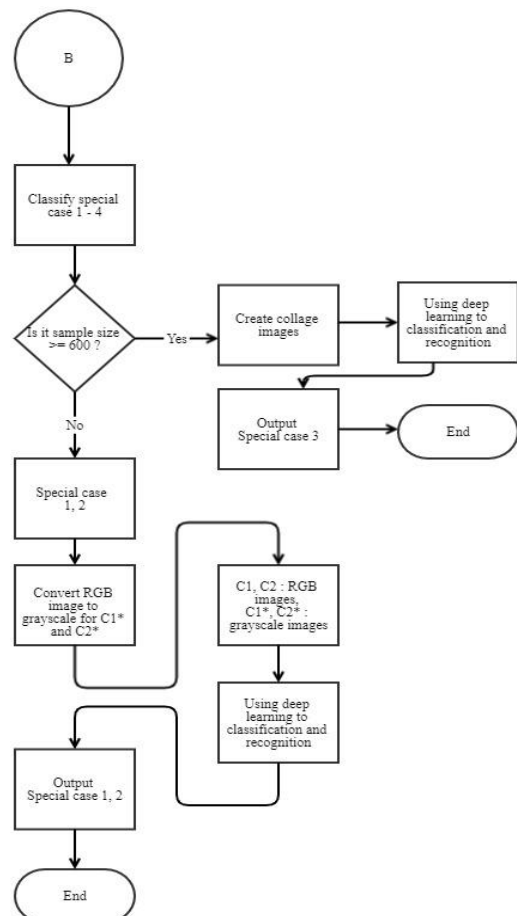 B
Classify special
case 1 - 4
Is it sample size
>= 600 ?
Yes
Create collage
images
Using deep
learning to
classification and
recognition
Output
Special case 3
End
No
Special case
1, 2
Convert RGB
image to
grayscale for C1*
and C2*
C1, C2 : RGB
images,
C1*, C2* :
grayscale images
Using deep
learning to
classification and
recognition
Output
Special case 1, 2
End